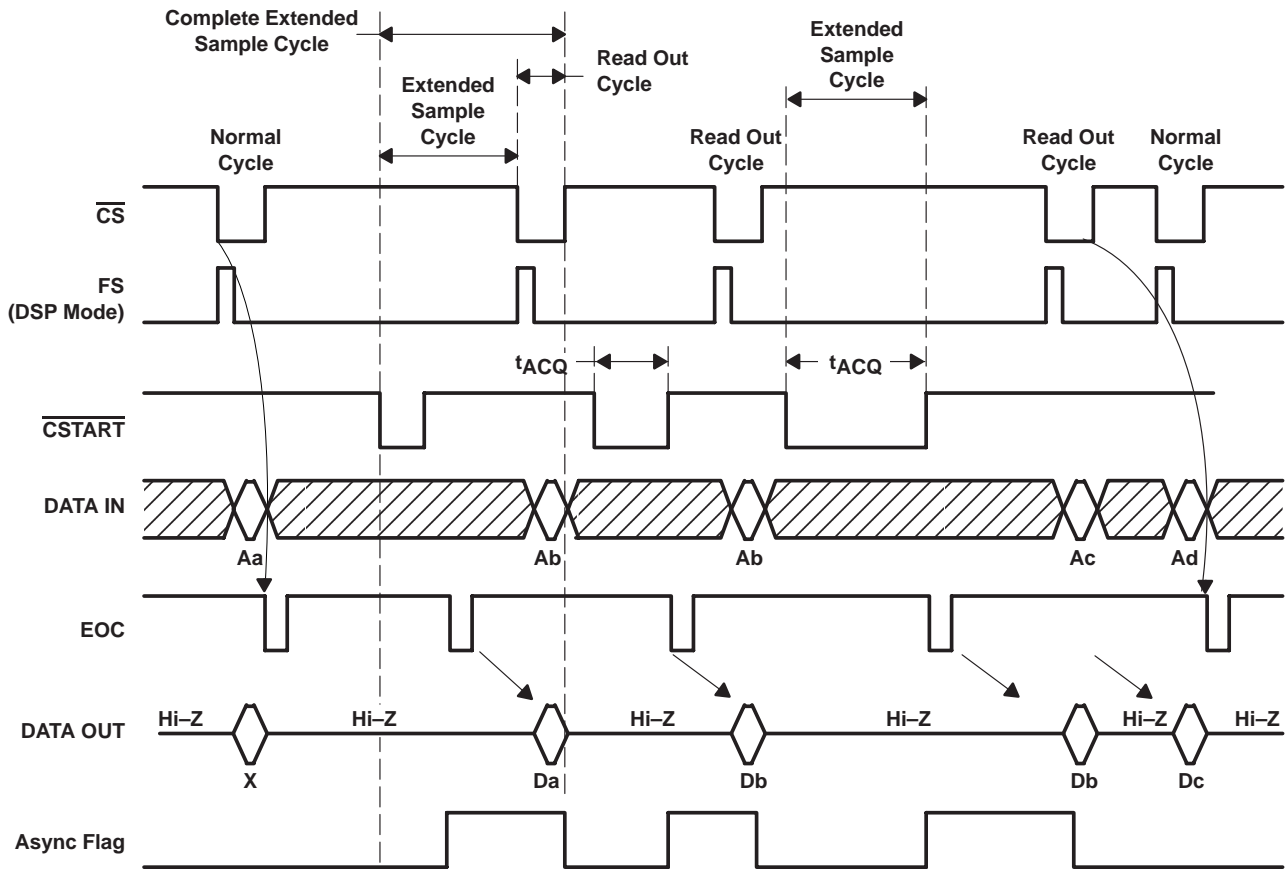 Complete Extended
Sample Cycle
Read Out
Cycle
Extended
Sample
Cycle
Extended
Sample
Cycle
Normal
Cycle
Read Out
Cycle
Read Out
Cycle
Normal
Cycle
CS
FS
(DSP Mode)
tACQ
tACQ
CSTART
DATA IN
Aa
Ab
Ab
Ac
Ad
EOC
Hi–Z
Hi–Z
Hi–Z
Hi–Z
Hi–Z
Hi–Z
DATA OUT
X
Da
Db
Db
Dc
Async Flag